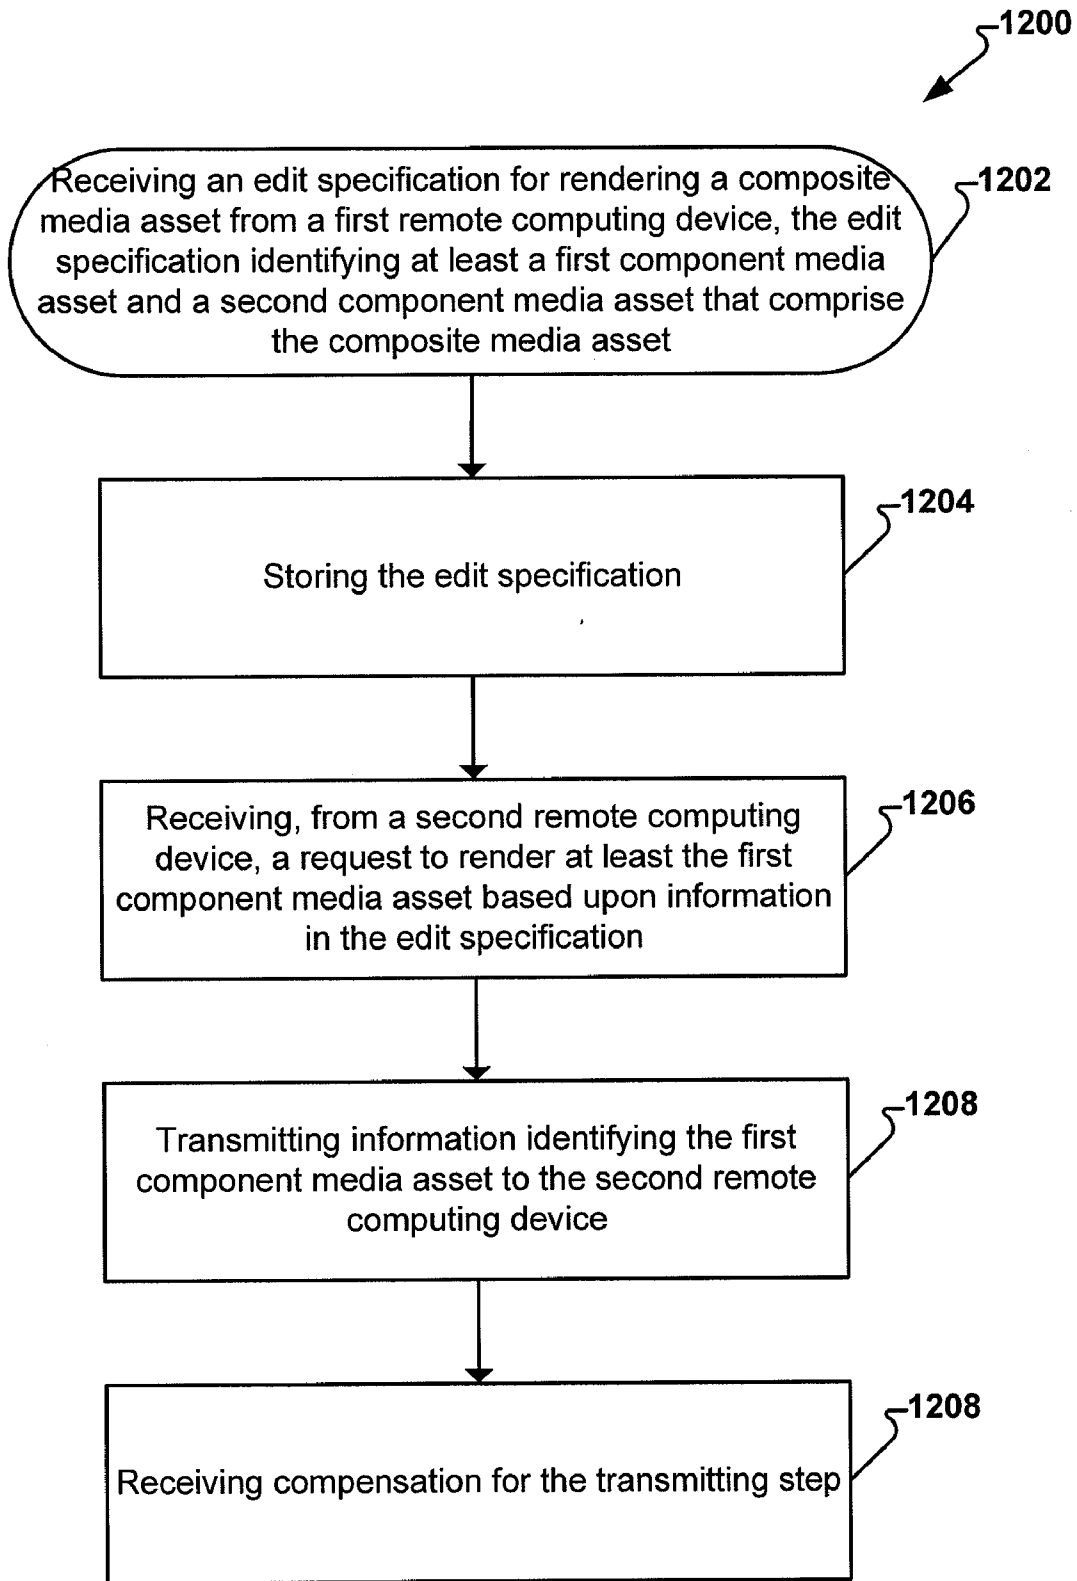 1200
Receiving an edit specification for rendering a composite
media asset from a first remote computing device, the edit
specification identifying at least a first component media
asset and a second component media asset that comprise
the composite media asset
1202
Storing the edit specification
1204
Receiving, from a second remote computing
device, a request to render at least the first
component media asset based upon information
in the edit specification
1206
Transmitting information identifying the first
component media asset to the second remote
computing device
1208
Receiving compensation for the transmitting step
1208